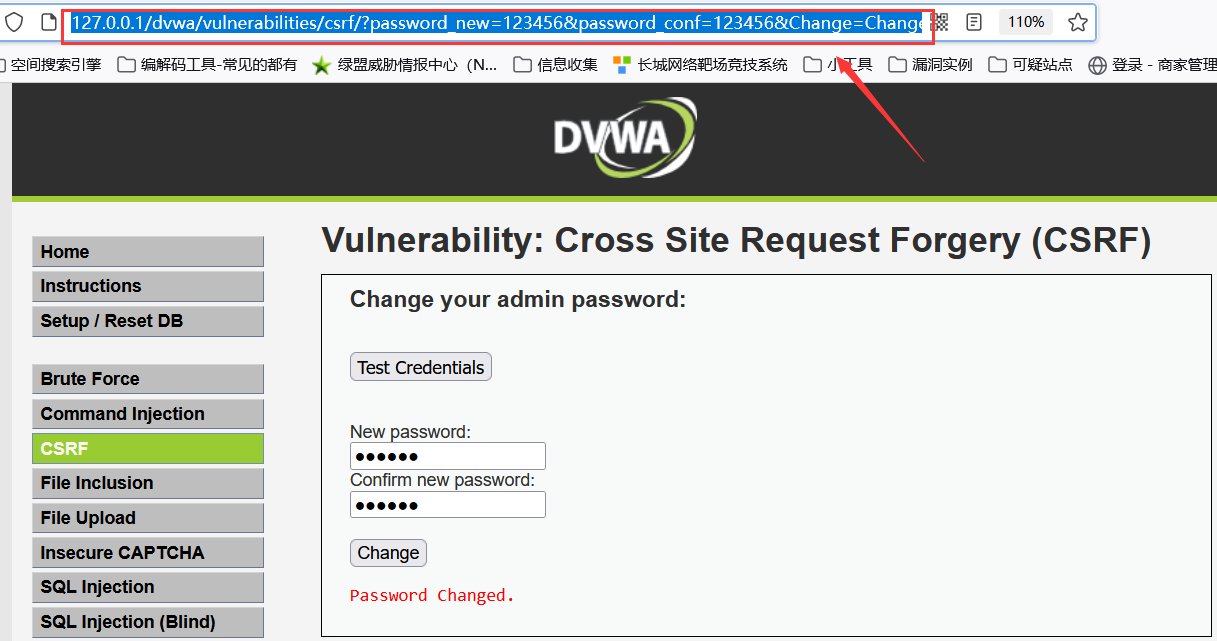 127.0.0.1/dvwa/vulnerabilities/csrf/?password_new=123456&password_conf=123456&Change=Change
110%
空间搜索引擎 编解码工具-常见的都有 绿盟威胁情报中心（N... 信息收集 长城网络靶场竞技系统 小工具 漏洞实例 可疑站点 登录 - 商家管理
DVWA
Vulnerability: Cross Site Request Forgery (CSRF)
Home
Instructions
Setup / Reset DB
Brute Force
Command Injection
CSRF
File Inclusion
File Upload
Insecure CAPTCHA
SQL Injection
SQL Injection (Blind)
Change your admin password:
Test Credentials
New password:
••••••
Confirm new password:
••••••
Change
Password Changed.